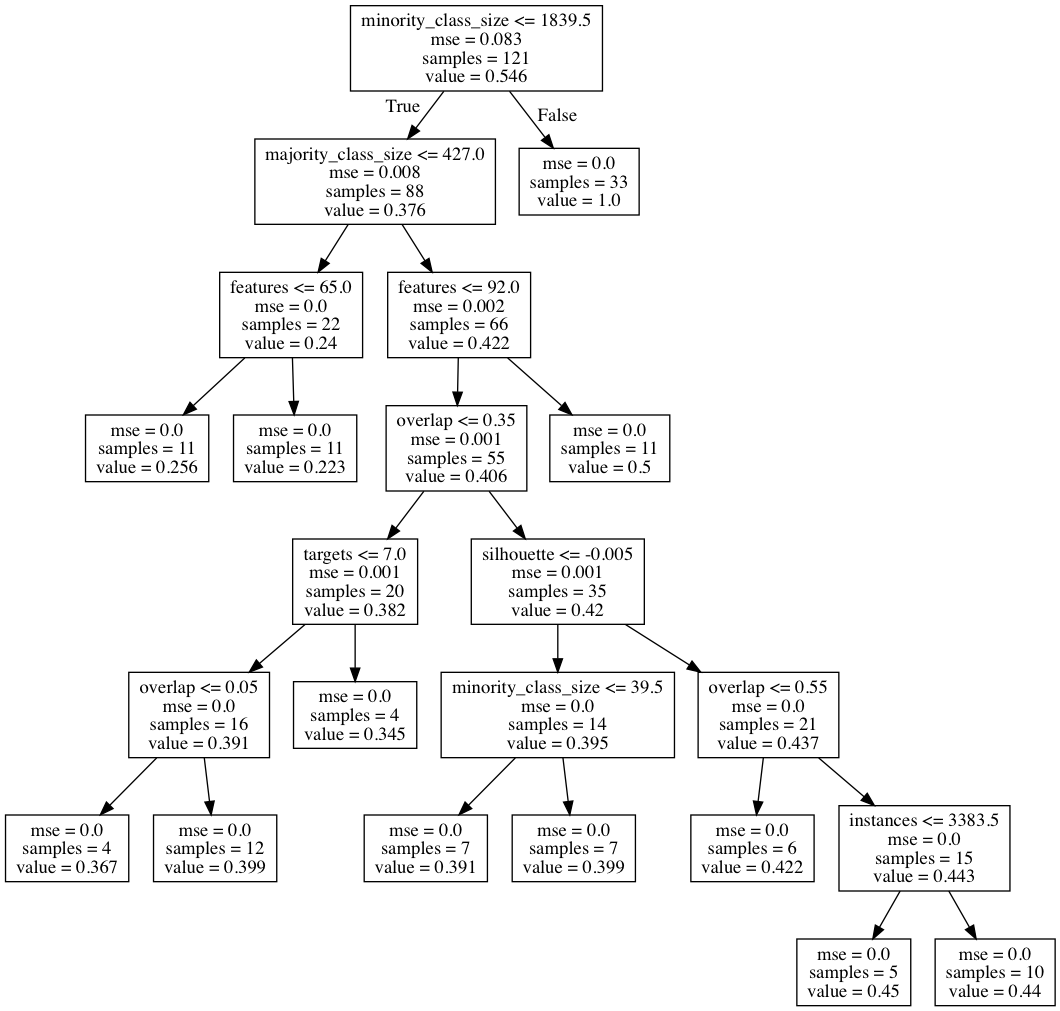 minority_class_size <= 1839.5
mse = 0.083
samples = 121
value = 0.546
True
False
majority_class_size <= 427.0
mse = 0.008
samples = 88
value = 0.376
mse = 0.0
samples = 33
value = 1.0
features <= 65.0
mse = 0.0
samples = 22
value = 0.24
features <= 92.0
mse = 0.002
samples = 66
value = 0.422
mse = 0.0
samples = 11
value = 0.256
mse = 0.0
samples = 11
value = 0.223
overlap <= 0.35
mse = 0.001
samples = 55
value = 0.406
mse = 0.0
samples = 11
value = 0.5
targets <= 7.0
mse = 0.001
samples = 20
value = 0.382
silhouette <= -0.005
mse = 0.001
samples = 35
value = 0.42
overlap <= 0.05
mse = 0.0
samples = 16
value = 0.391
mse = 0.0
samples = 4
value = 0.345
minority_class_size <= 39.5
mse = 0.0
samples = 14
value = 0.395
overlap <= 0.55
mse = 0.0
samples = 21
value = 0.437
mse = 0.0
samples = 4
value = 0.367
mse = 0.0
samples = 12
value = 0.399
mse = 0.0
samples = 7
value = 0.391
mse = 0.0
samples = 7
value = 0.399
mse = 0.0
samples = 6
value = 0.422
instances <= 3383.5
mse = 0.0
samples = 15
value = 0.443
mse = 0.0
samples = 5
value = 0.45
mse = 0.0
samples = 10
value = 0.44